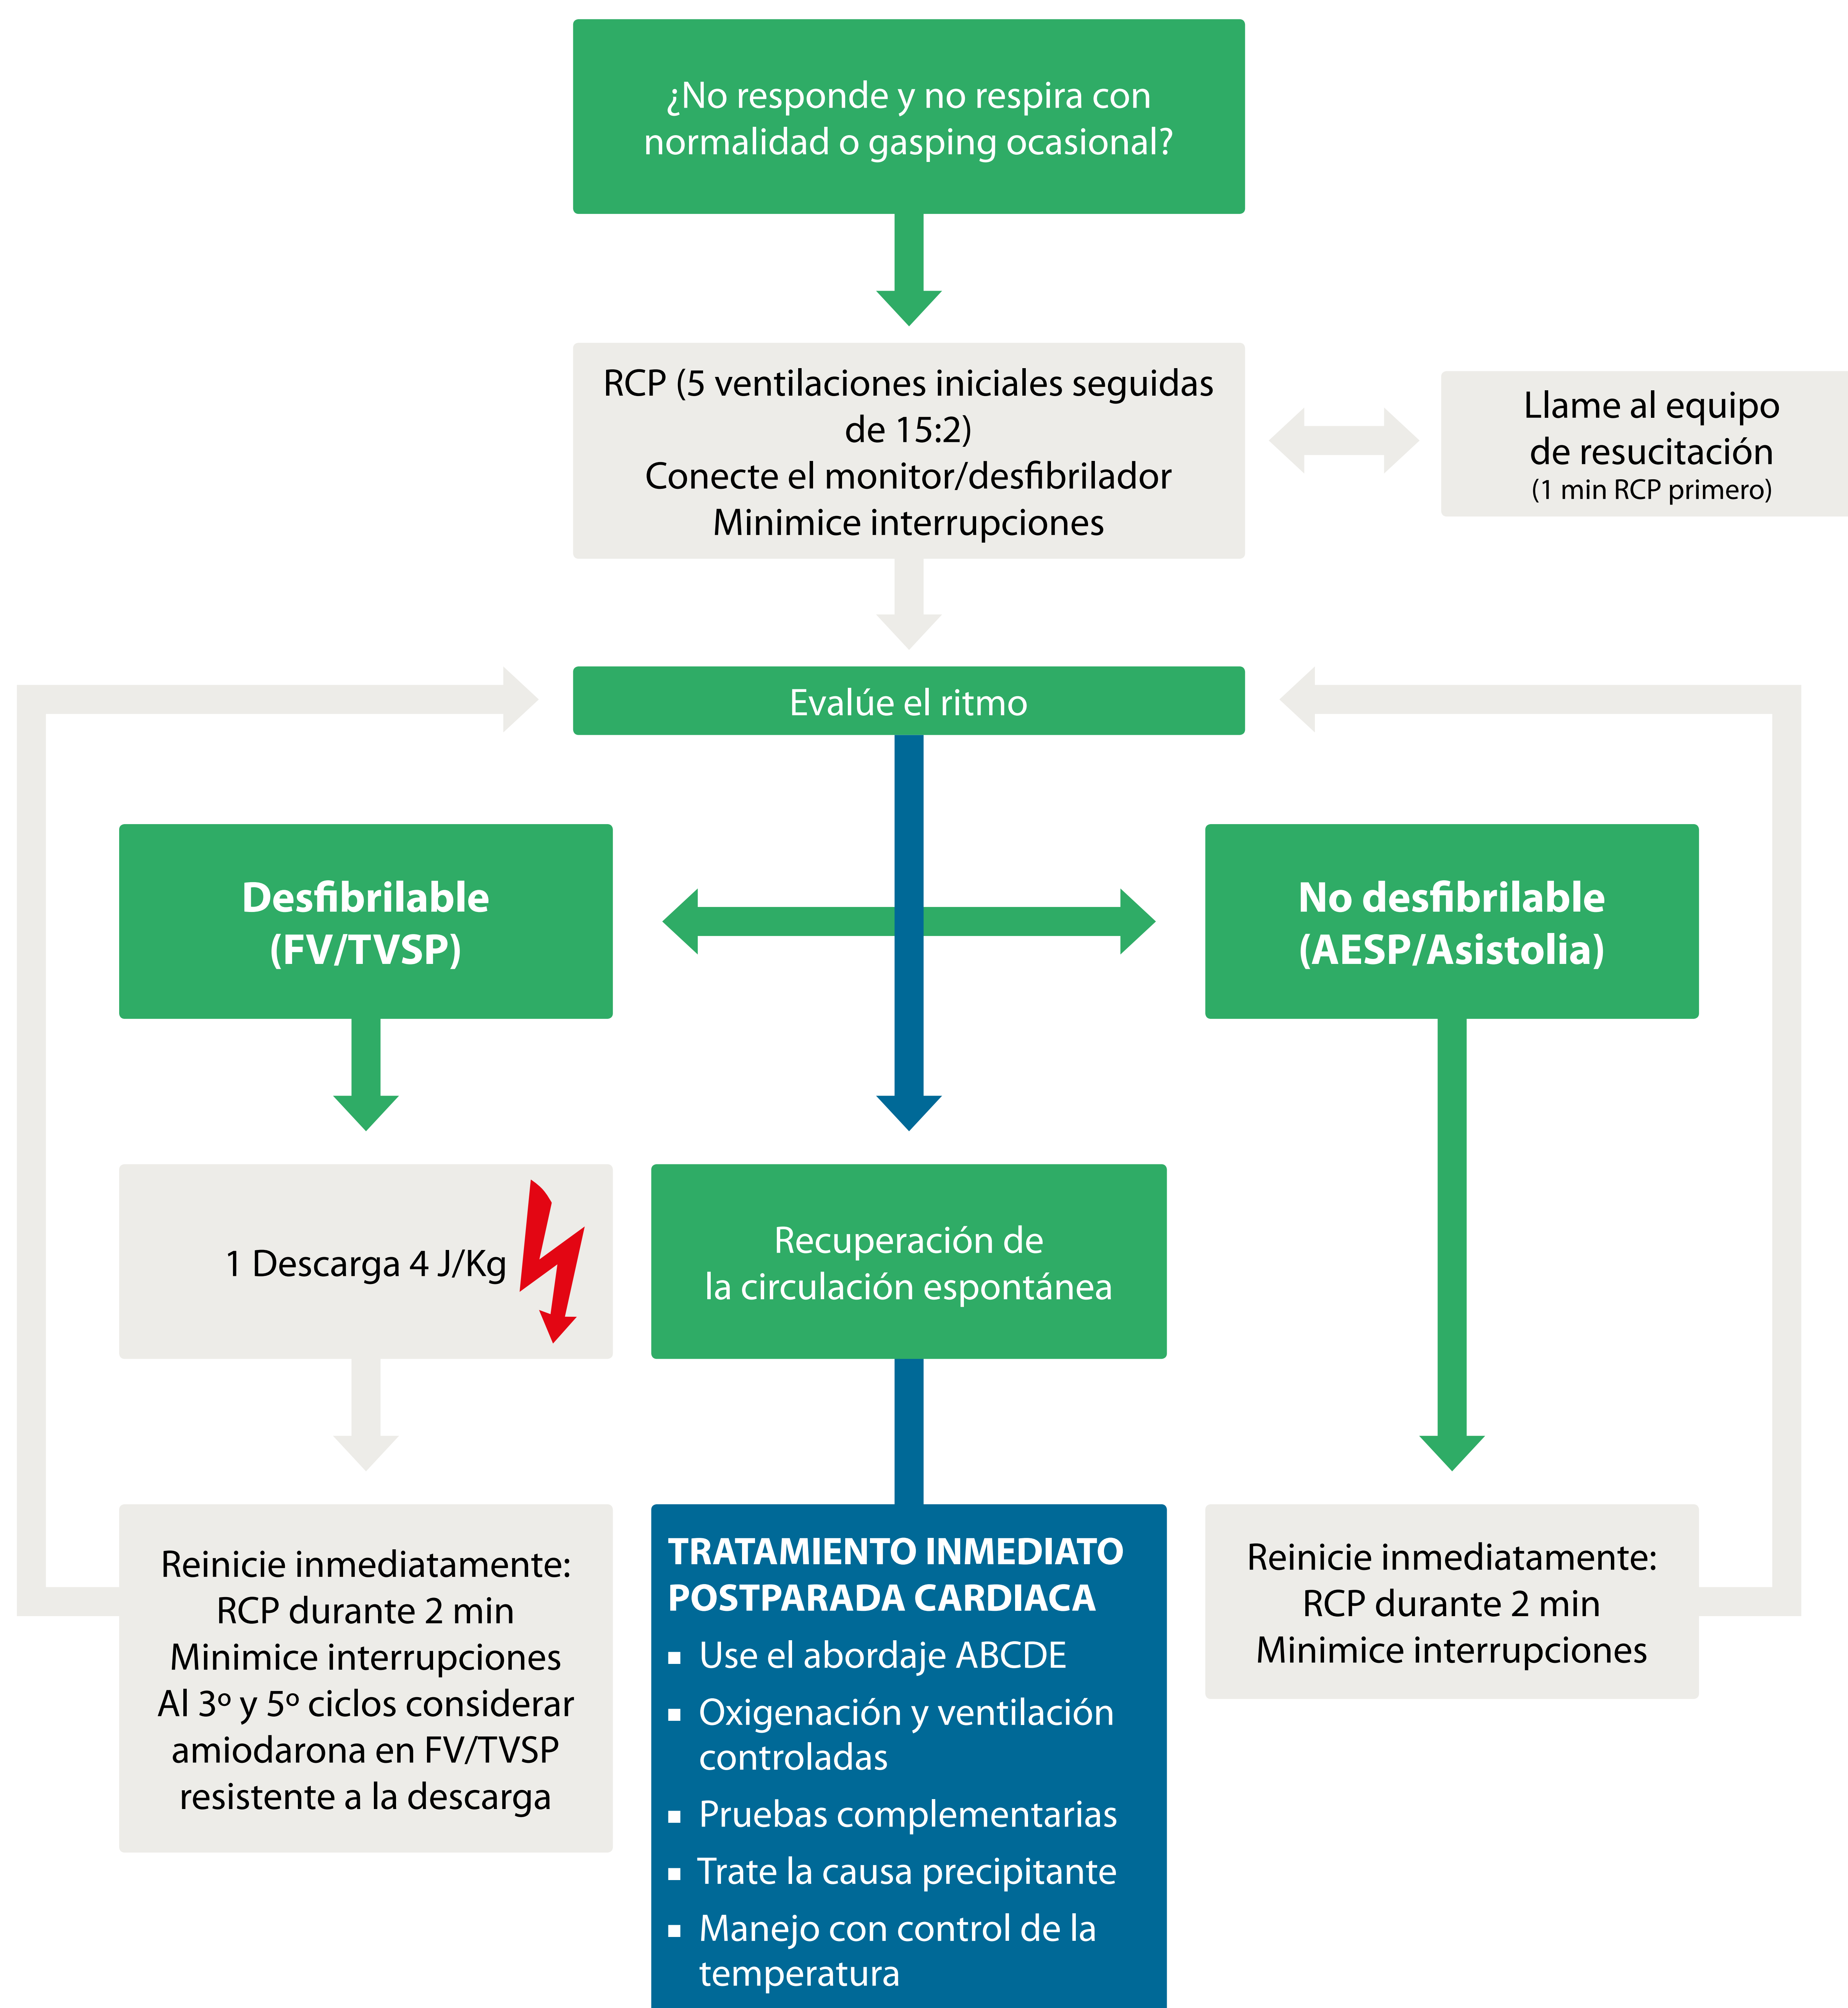 ¿No responde y no respira con
normalidad o gasping ocasional?
RCP (5 ventilaciones iniciales seguidas
de 15:2)
Conecte el monitor/desfibrilador
Minimice interrupciones
Llame al equipo
de resucitación
(1 min RCP primero)
Evalúe el ritmo
Desfibrilable
(FV/TVSP)
No desfibrilable
(AESP/Asistolia)
1 Descarga 4 J/Kg
Recuperación de
la circulación espontánea
Reinicie inmediatamente:
RCP durante 2 min
Minimice interrupciones
Al 3º y 5º ciclos considerar
amiodarona en FV/TVSP
resistente a la descarga
TRATAMIENTO INMEDIATO
POSTPARADA CARDIACA
▪ Use el abordaje ABCDE
▪ Oxigenación y ventilación
controladas
▪ Pruebas complementarias
▪ Trate la causa precipitante
▪ Manejo con control de la
temperatura
Reinicie inmediatamente:
RCP durante 2 min
Minimice interrupciones